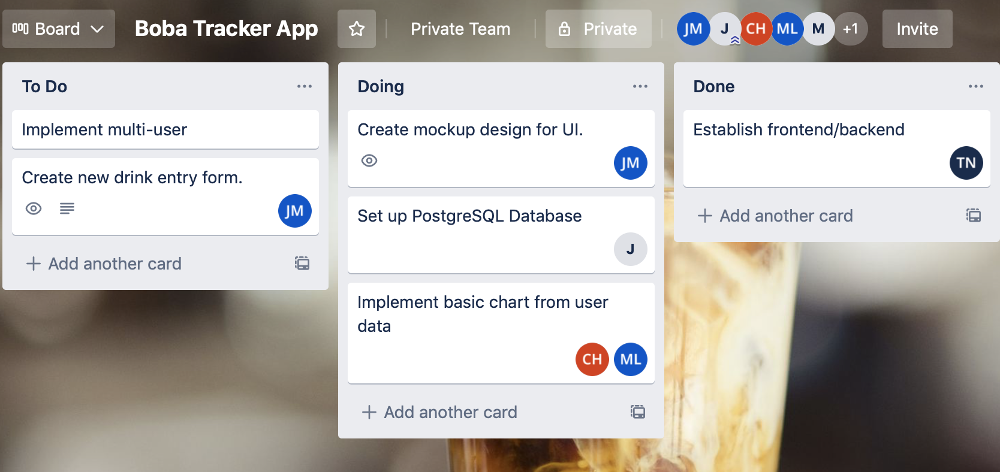 Board
Boba Tracker App
Private Team
Private
JM
J
CH
ML
M
+1
Invite
To Do
Implement multi-user
Create new drink entry form.
JM
+ Add another card
Doing
Create mockup design for UI.
JM
Set up PostgreSQL Database
J
Implement basic chart from user
data
CH
ML
+ Add another card
Done
Establish frontend/backend
TN
+ Add another card